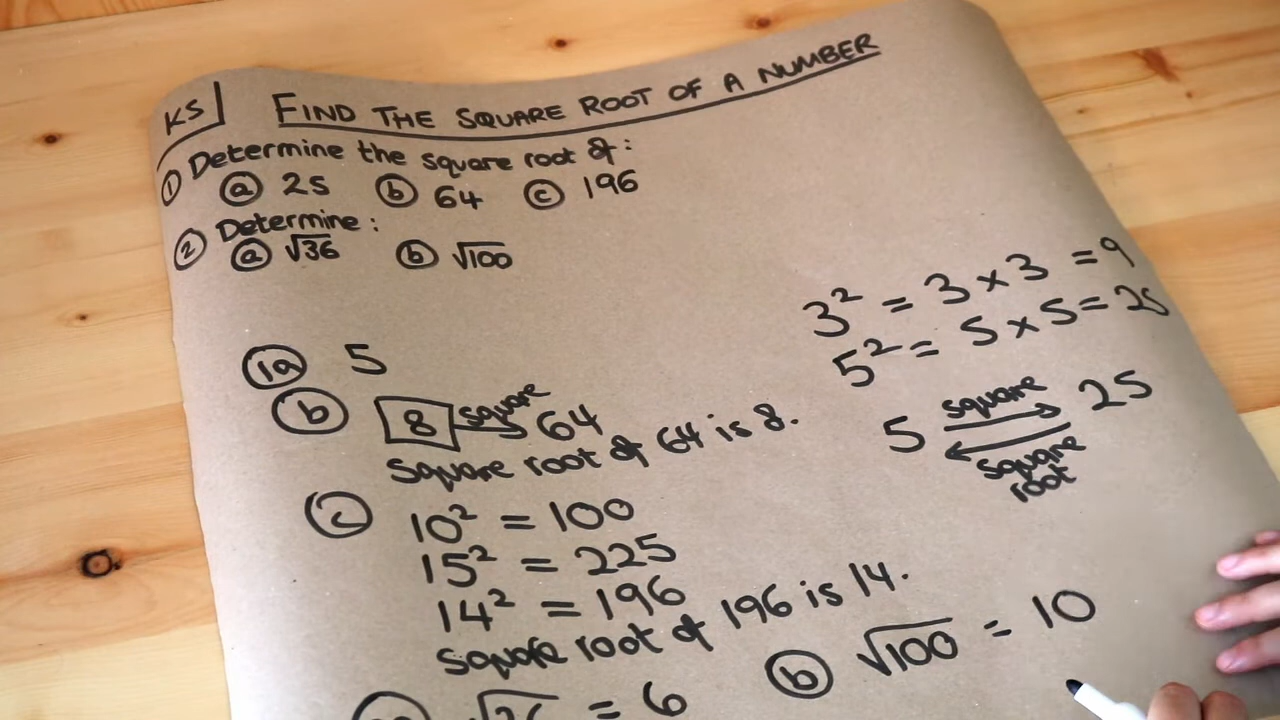 KS FIND THE SQUARE ROOT OF A NUMBER
① Determine the square root of:
ⓐ 25 ⓑ 64 ⓒ 196
② Determine:
ⓐ √36 ⓑ √100
3² = 3 × 3 = 9
5² = 5 × 5 = 25
1a 5
b 8 square 64
square root of 64 is 8.
5 square 25
square
root
c 10² = 100
15² = 225
14² = 196
square root of 196 is 14.
= 6
b √100 = 10